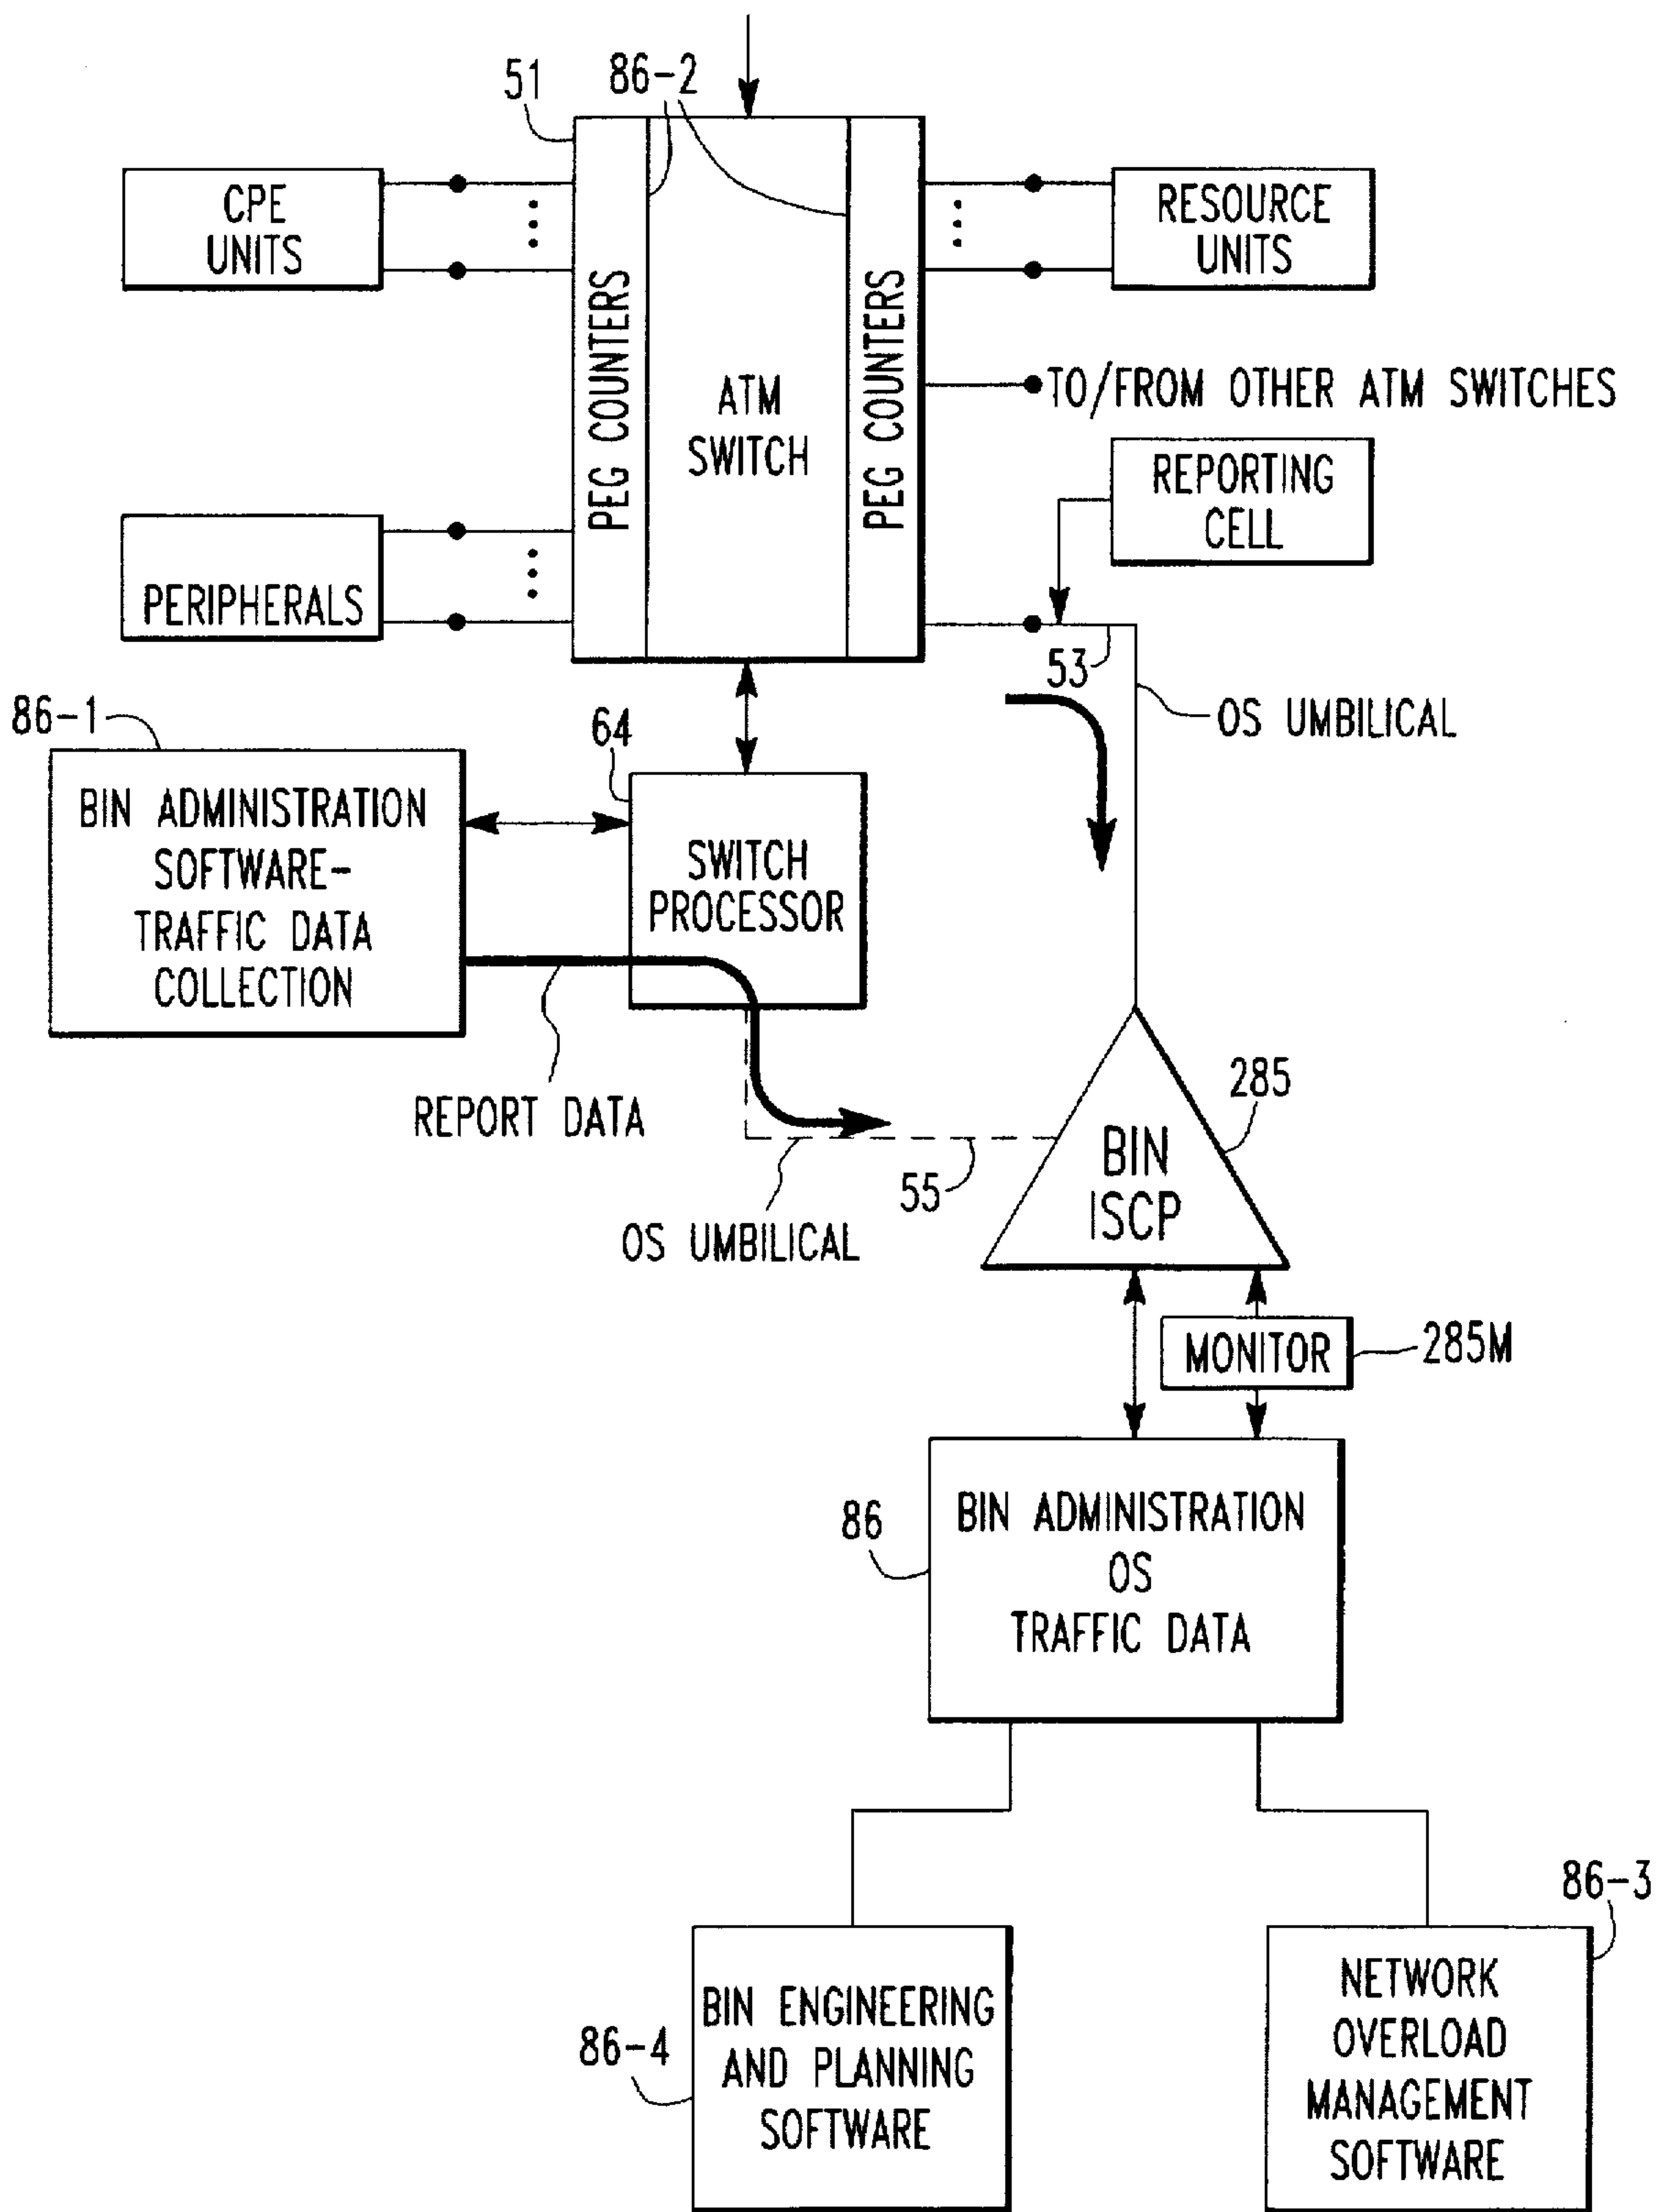 51
86-2
CPE
UNITS
PEG COUNTERS
ATM
SWITCH
PEG COUNTERS
RESOURCE
UNITS
TO/FROM OTHER ATM SWITCHES
REPORTING
CELL
PERIPHERALS
53
OS UMBILICAL
86-1
64
BIN ADMINISTRATION
SOFTWARE-
TRAFFIC DATA
COLLECTION
SWITCH
PROCESSOR
REPORT DATA
285
BIN
ISCP
55
OS UMBILICAL
MONITOR
285M
86
BIN ADMINISTRATION
OS
TRAFFIC DATA
86-3
86-4
BIN ENGINEERING
AND PLANNING
SOFTWARE
NETWORK
OVERLOAD
MANAGEMENT
SOFTWARE